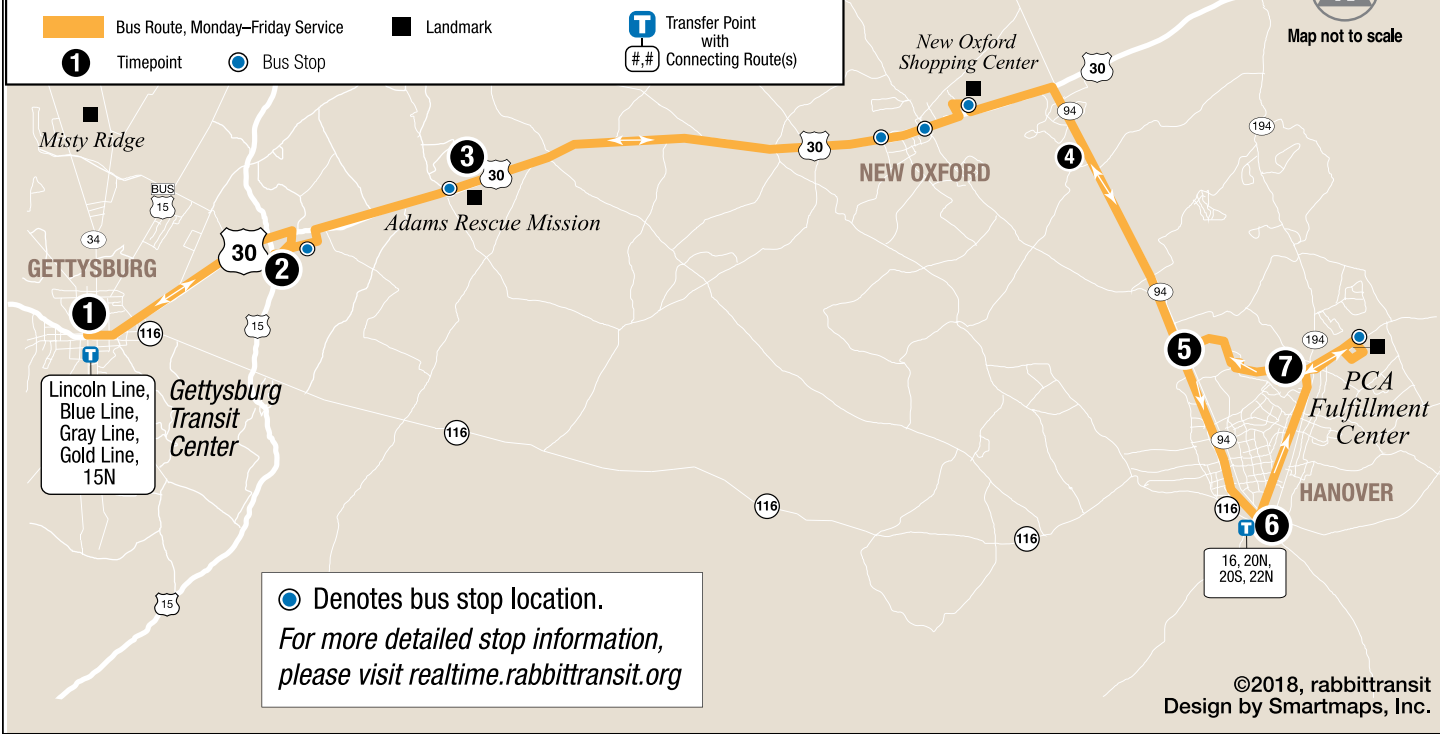 Bus Route, Monday–Friday Service
Landmark
1 Timepoint
Bus Stop
T Transfer Point
with
#,# Connecting Route(s)
Map not to scale
New Oxford
Shopping Center
30
94
194
Misty Ridge
3
30
30
4
NEW OXFORD
BUS
15
Adams Rescue Mission
34
30
2
GETTYSBURG
1
116
15
T
Lincoln Line,
Blue Line,
Gray Line,
Gold Line,
15N
Gettysburg
Transit
Center
94
5
194
7
PCA
Fulfillment
Center
116
94
HANOVER
116
116
116
T
6
16, 20N,
20S, 22N
15
Denotes bus stop location.
For more detailed stop information,
please visit realtime.rabbittransit.org
©2018, rabbittransit
Design by Smartmaps, Inc.